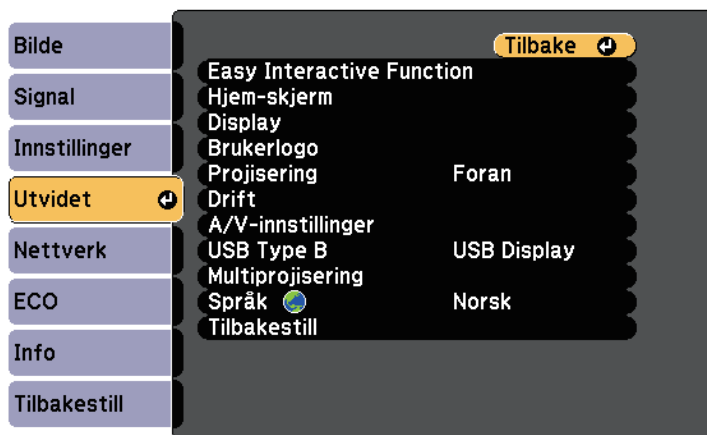 Bilde
Signal
Innstillinger
Utvidet
Nettverk
ECO
Info
Tilbakestill
Tilbake
Easy Interactive Function
Hjem-skjerm
Display
Brukerlogo
Projisering Foran
Drift
A/V-innstillinger
USB Type B USB Display
Multiprojisering
Språk Norsk
Tilbakestill